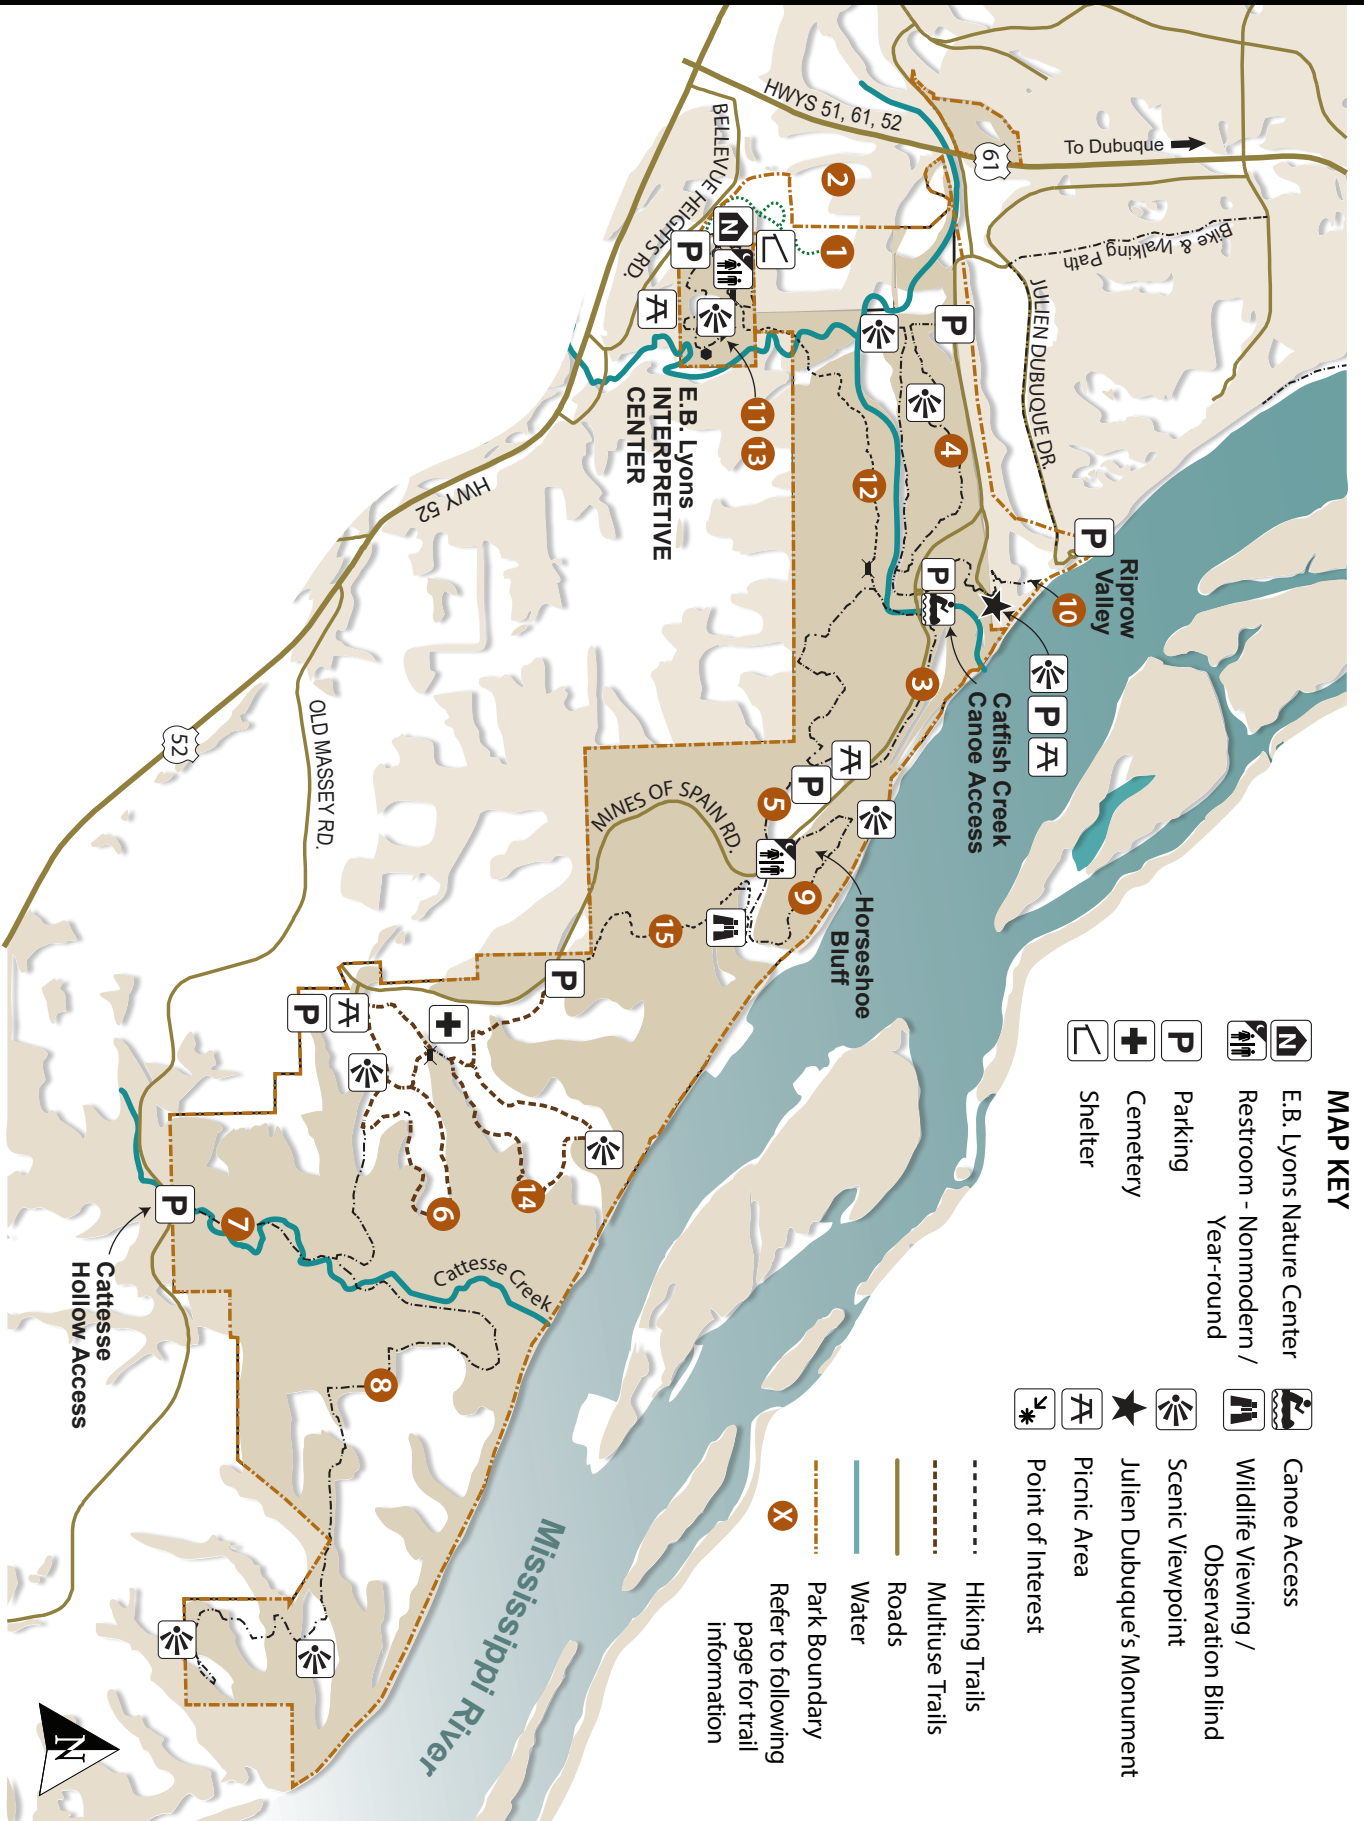 MAP KEY
E.B. Lyons Nature Center
Restroom - Nonmodern /
Year-round
P
Parking
Cemetery
Shelter
Canoe Access
Wildlife Viewing /
Observation Blind
Scenic Viewpoint
Julien Dubuque's Monument
Picnic Area
Point of Interest
Hiking Trails
Multiuse Trails
Roads
Water
Park Boundary
X
Refer to following
page for trail
information
To Dubuque
61
HWYS 51, 61, 52
BELLEVUE HEIGHTS RD.
Bike & Walking Path
JULIEN DUBUQUE DR.
2
1
N
P
P
4
11
13
12
E.B. Lyons
INTERPRETIVE
CENTER
HWY 52
P
Riprow
Valley
10
P
P
3
Catfish Creek
Canoe Access
P
5
MINES OF SPAIN RD.
9
Horseshoe
Bluff
15
OLD MASSEY RD.
52
P
P
14
6
7
P
Cattesse
Hollow Access
Cattesse Creek
8
Mississippi River
N